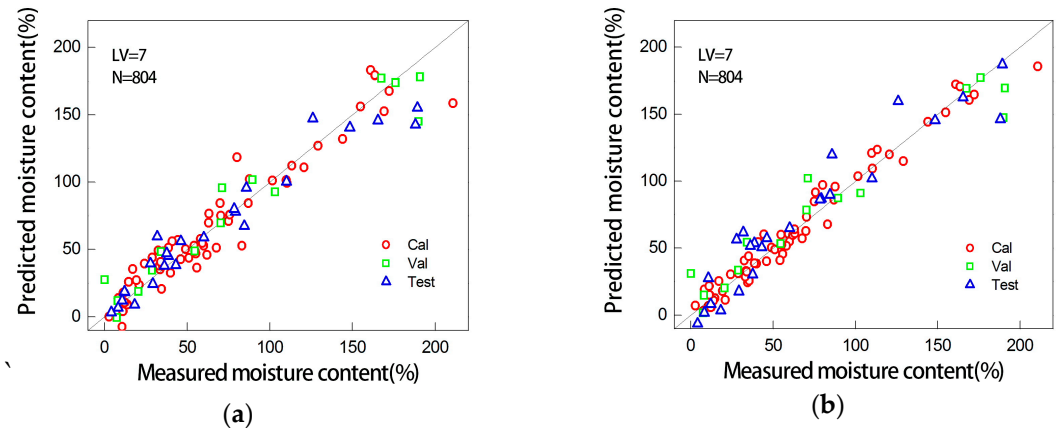 Predicted moisture content(%)
LV=7
N=804
200
150
100
50
0
Cal
Val
Test
0 50 100 150 200
Measured moisture content(%)
(a)
Predicted moisture content(%)
LV=7
N=804
200
150
100
50
0
Cal
Val
Test
0 50 100 150 200
Measured moisture content(%)
(b)
`